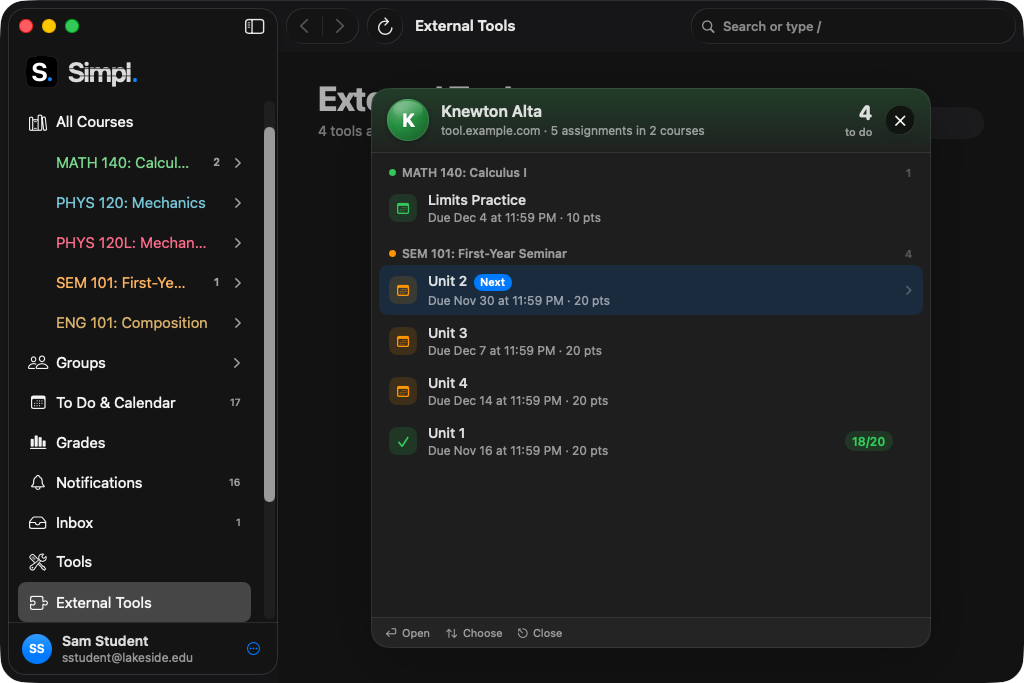 External Tools
Search or type /
S. Simpl.
All Courses
MATH 140: Calcul... 2
PHYS 120: Mechanics
PHYS 120L: Mechan...
SEM 101: First-Ye... 1
ENG 101: Composition
Groups
To Do & Calendar 17
Grades
Notifications 16
Inbox 1
Tools
External Tools
SS Sam Student
sstudent@lakeside.edu
4 tools
K Knewton Alta
tool.example.com · 5 assignments in 2 courses
4
to do
MATH 140: Calculus I 1
Limits Practice
Due Dec 4 at 11:59 PM · 10 pts
SEM 101: First-Year Seminar 4
Unit 2 Next
Due Nov 30 at 11:59 PM · 20 pts
Unit 3
Due Dec 7 at 11:59 PM · 20 pts
Unit 4
Due Dec 14 at 11:59 PM · 20 pts
Unit 1
Due Nov 16 at 11:59 PM · 20 pts
18/20
Open Choose Close